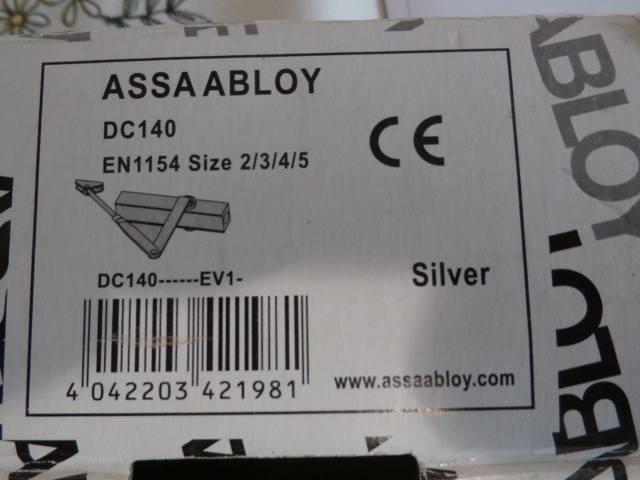 ASSA ABLOY
DC140
CE
EN1154 Size 2/3/4/5
DC140------EV1-
Silver
4 042203 421981
www.assaabloy.com
ABLOY